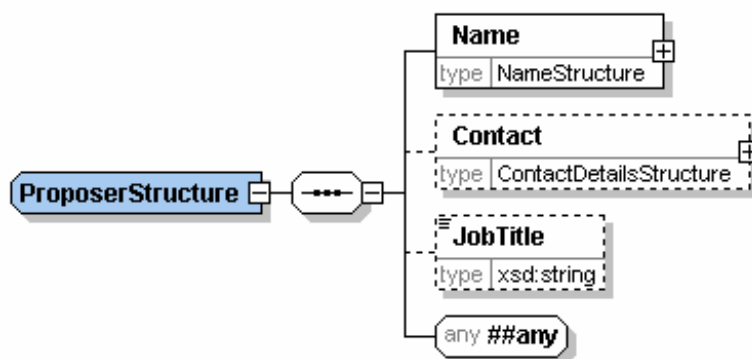 ProposerStructure
Name
type NameStructure
Contact
type ContactDetailsStructure
JobTitle
type xsd:string
any ##any